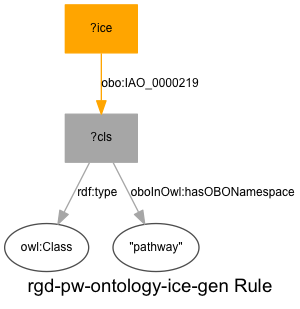 ?ice
obo:IAO_0000219
?cls
rdf:type
oboInOwl:hasOBONamespace
owl:Class
"pathway"
rgd-pw-ontology-ice-gen Rule